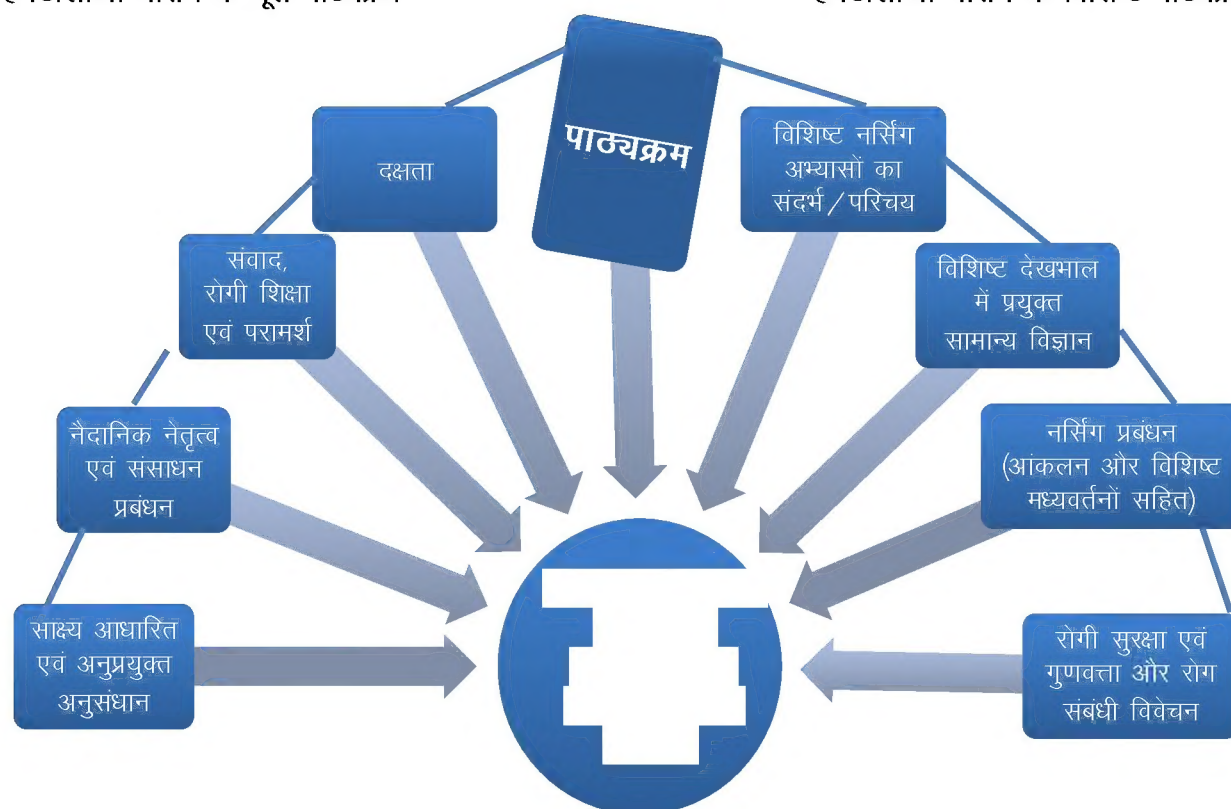 पाठ्यक्रम
दक्षता
संवाद,
रोगी शिक्षा
एवं परामर्श
नैदानिक नेतृत्व
एवं संसाधन
प्रबंधन
साक्ष्य आधारित
एवं अनुप्रयुक्त
अनुसंधान
विशिष्ट नर्सिंग
अभ्यासों का
संदर्भ/परिचय
विशिष्ट देखभाल
में प्रयुक्त
सामान्य विज्ञान
नर्सिंग प्रबंधन
(आंकलन और विशिष्ट
मध्यवर्तनों सहित)
रोगी सुरक्षा एवं
गुणवत्ता और रोग
संबंधी विवेचन